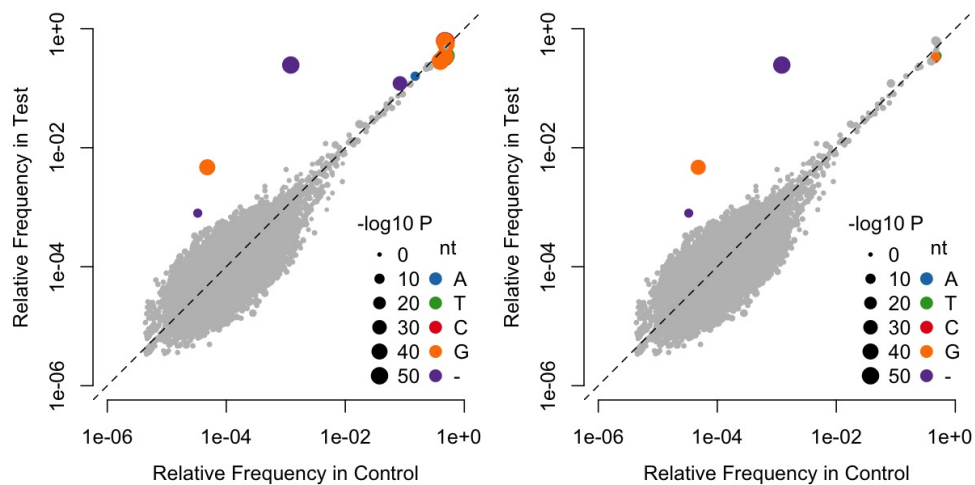 1e+0
1e-02
1e-04
1e-06
Relative Frequency in Test
-log10 P
nt
0
10 A
20 T
30 C
40 G
50 -
1e-06 1e-04 1e-02 1e+0
Relative Frequency in Control
1e+0
1e-02
1e-04
1e-06
Relative Frequency in Test
-log10 P
nt
0
10 A
20 T
30 C
40 G
50 -
1e-06 1e-04 1e-02 1e+0
Relative Frequency in Control